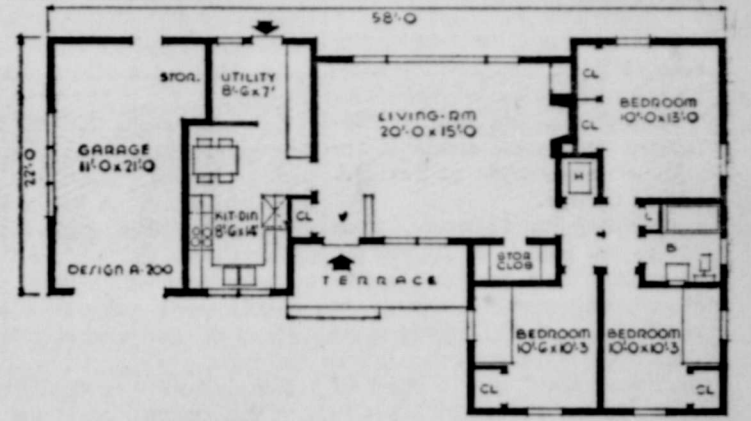 58'-0
22'-0
STOR.
UTILITY
8'-6 x 7'
CL
BEDROOM
10'-0 x 13'-0
LIVING-RM
20'-0 x 15'-0
CL
GARAGE
11'-0 x 21'-0
H
KIT-DIN
8'-6 x 14'
CL
V
L
B.
DESIGN A-200
STOR
CLOS
TERRACE
BEDROOM
10'-6 x 10'-3
BEDROOM
10'-0 x 10'-3
CL
CL